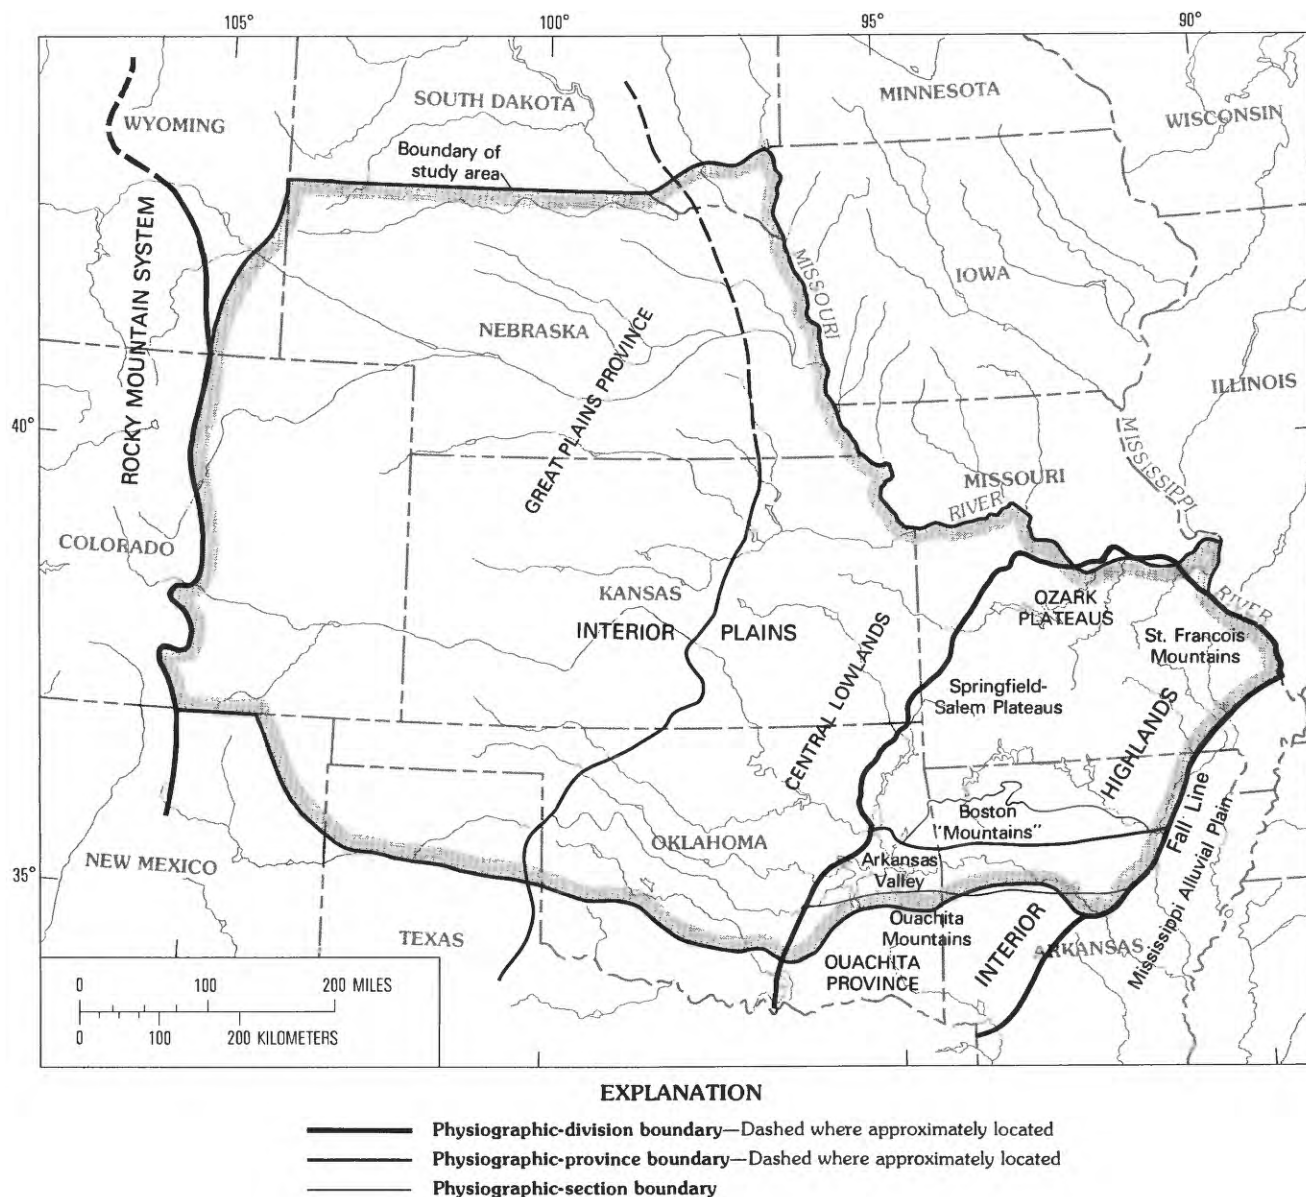 105°
100°
95°
90°
SOUTH DAKOTA
MINNESOTA
WISCONSIN
WYOMING
Boundary of
study area
ROCKY MOUNTAIN SYSTEM
MISSOURI
IOWA
NEBRASKA
GREAT PLAINS PROVINCE
ILLINOIS
40°
MISSISSIPPI
MISSOURI
RIVER
COLORADO
KANSAS
OZARK
PLATEAUS
RIVER
INTERIOR PLAINS
St. Francois
Mountains
CENTRAL LOWLANDS
Springfield-
Salem Plateaus
HIGHLANDS
Boston
"Mountains"
Fall Line
Mississippi Alluvial Plain
OKLAHOMA
NEW MEXICO
Arkansas
Valley
35°
TEXAS
Ouachita
Mountains
INTERIOR
ARKANSAS
OUACHITA
PROVINCE
0 100 200 MILES
0 100 200 KILOMETERS
EXPLANATION
Physiographic-division boundary—Dashed where approximately located
Physiographic-province boundary—Dashed where approximately located
Physiographic-section boundary